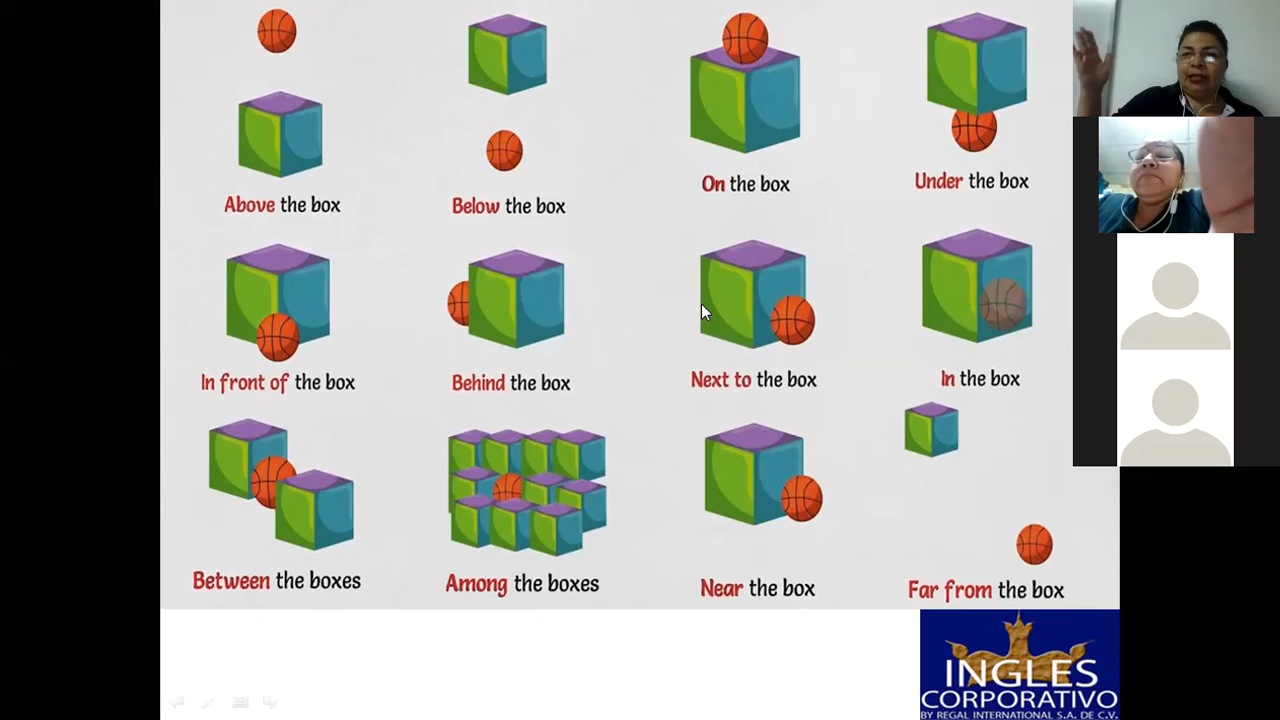 Above the box
Below the box
On the box
Under the box
In front of the box
Behind the box
Next to the box
In the box
Between the boxes
Among the boxes
Near the box
Far from the box
INGLES
CORPORATIVO
BY REGAL INTERNATIONAL S.A. DE C.V.